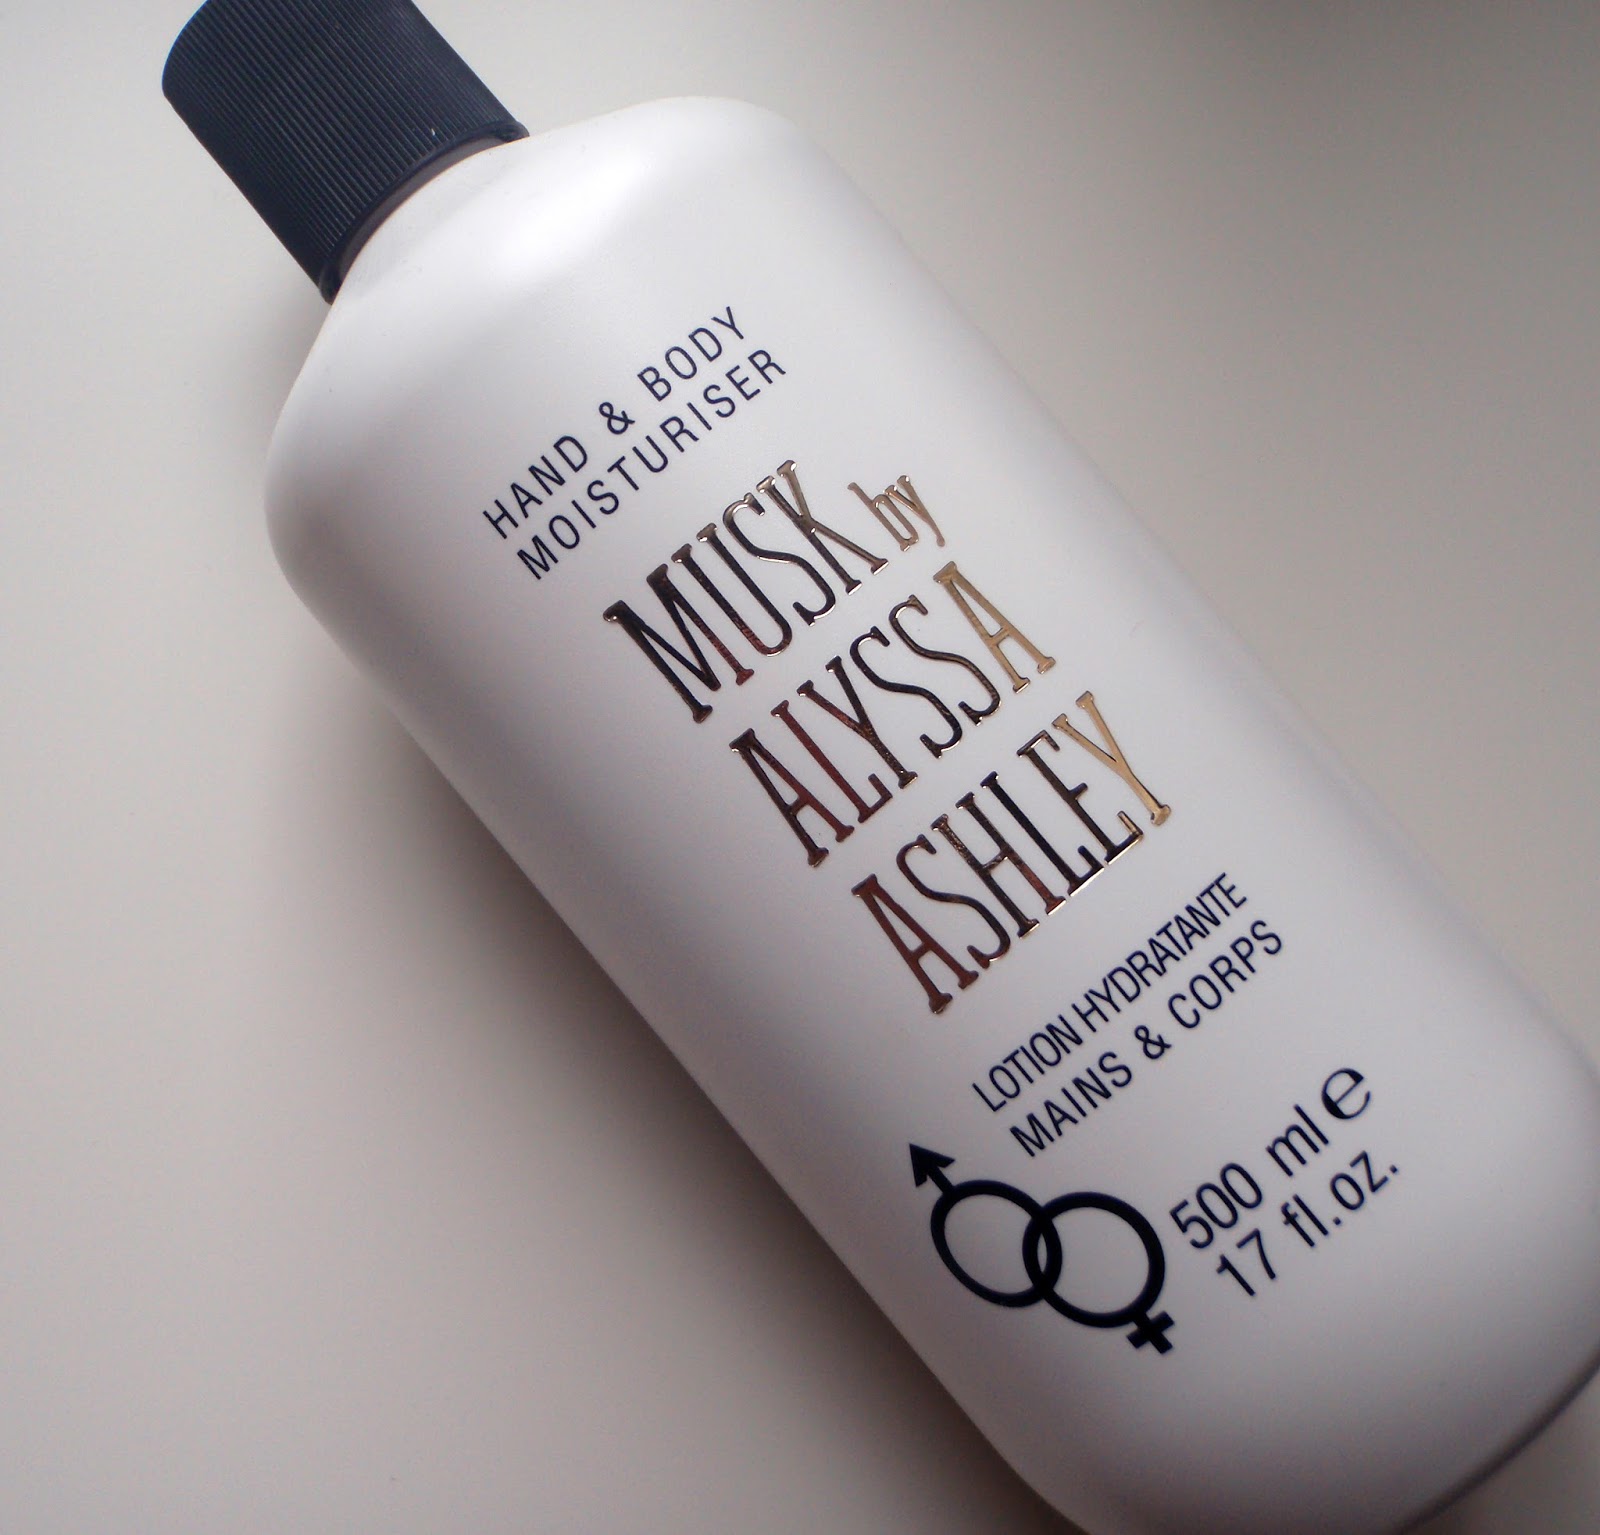 HAND & BODY
MOISTURISER
MUSK by
ALYSSA
ASHLEY
LOTION HYDRATANTE
MAINS & CORPS
500 ml ℮
17 fl.oz.